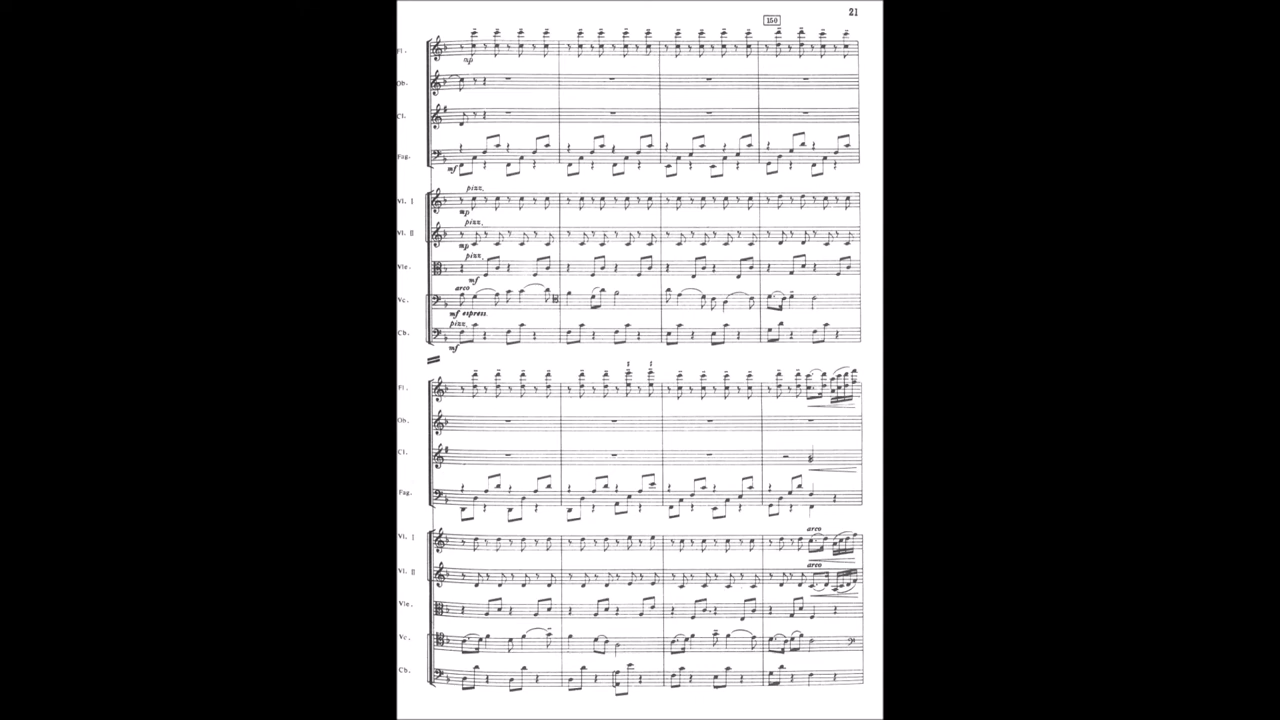 21
150
Fl.
mp
Ob.
Cl.
Fag.
mf
pizz.
Vl. I
mp
pizz.
Vl. II
mp
pizz.
Vle.
mf
arco
Vc.
mf espress.
pizz.
Cb.
mf
Fl.
Ob.
Cl.
Fag.
arco
Vl. I
arco
Vl. II
Vle.
Vc.
Cb.